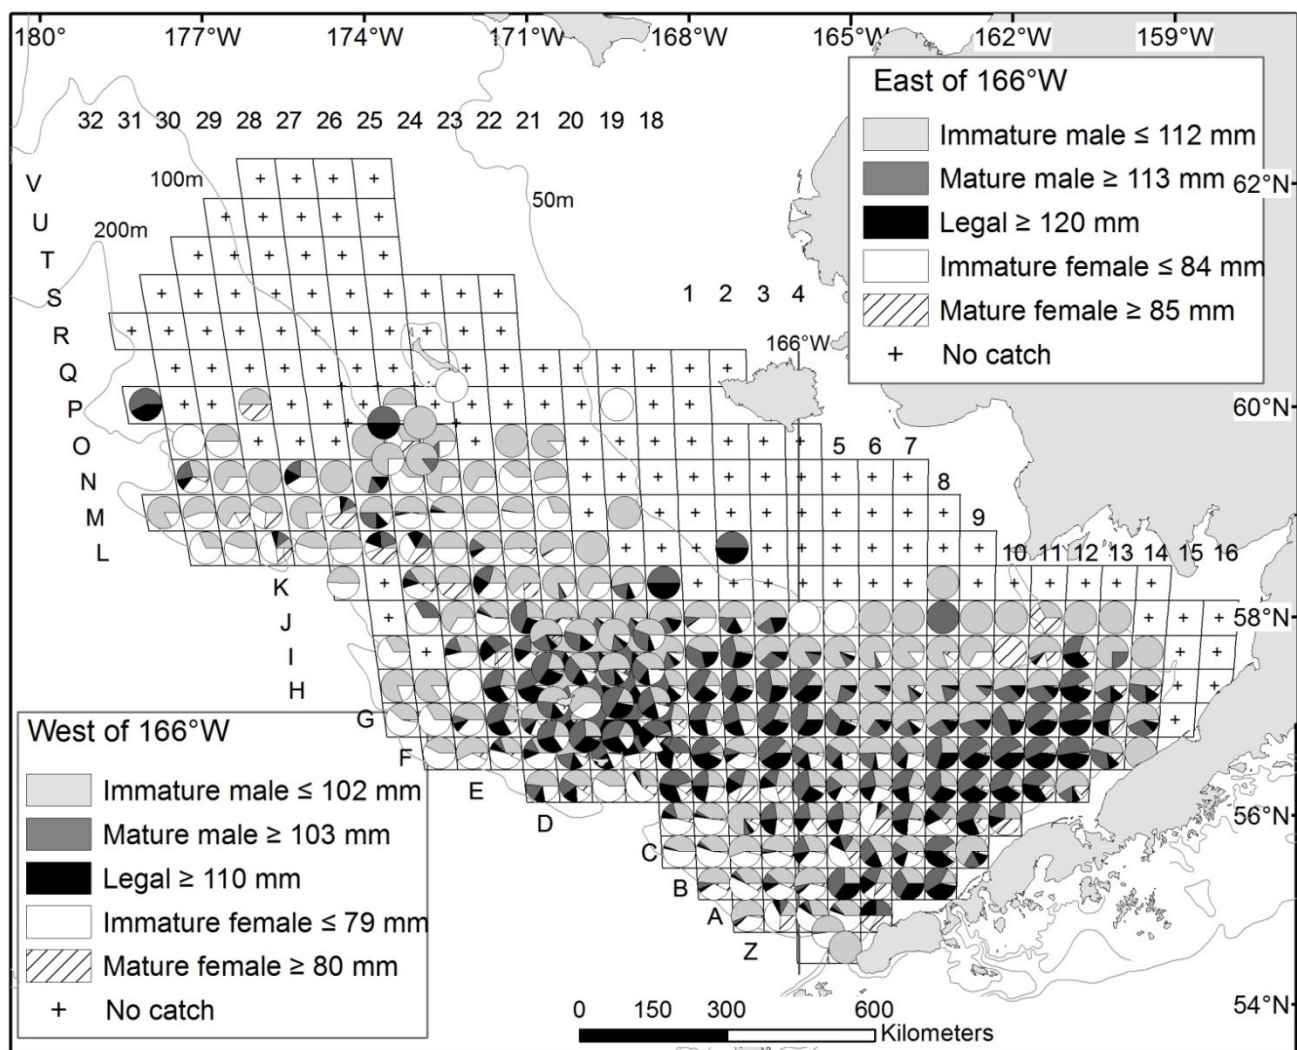 180° 177°W 174°W 171°W 168°W 165°W 162°W 159°W
East of 166°W
Immature male ≤ 112 mm
Mature male ≥ 113 mm
Legal ≥ 120 mm
Immature female ≤ 84 mm
Mature female ≥ 85 mm
+ No catch
32 31 30 29 28 27 26 25 24 23 22 21 20 19 18
62°N
60°N
58°N
56°N
54°N
100m
200m
50m
V
U
T
S
R
Q
P
O
N
M
L
K
J
I
H
G
F
E
D
C
B
A
Z
1 2 3 4
166°W
5 6 7
8
9
10 11 12 13 14 15 16
West of 166°W
Immature male ≤ 102 mm
Mature male ≥ 103 mm
Legal ≥ 110 mm
Immature female ≤ 79 mm
Mature female ≥ 80 mm
+ No catch
0 150 300 600
Kilometers